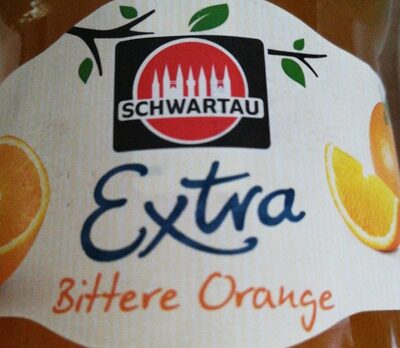 SCHWARTAU
Extra
Bittere Orange